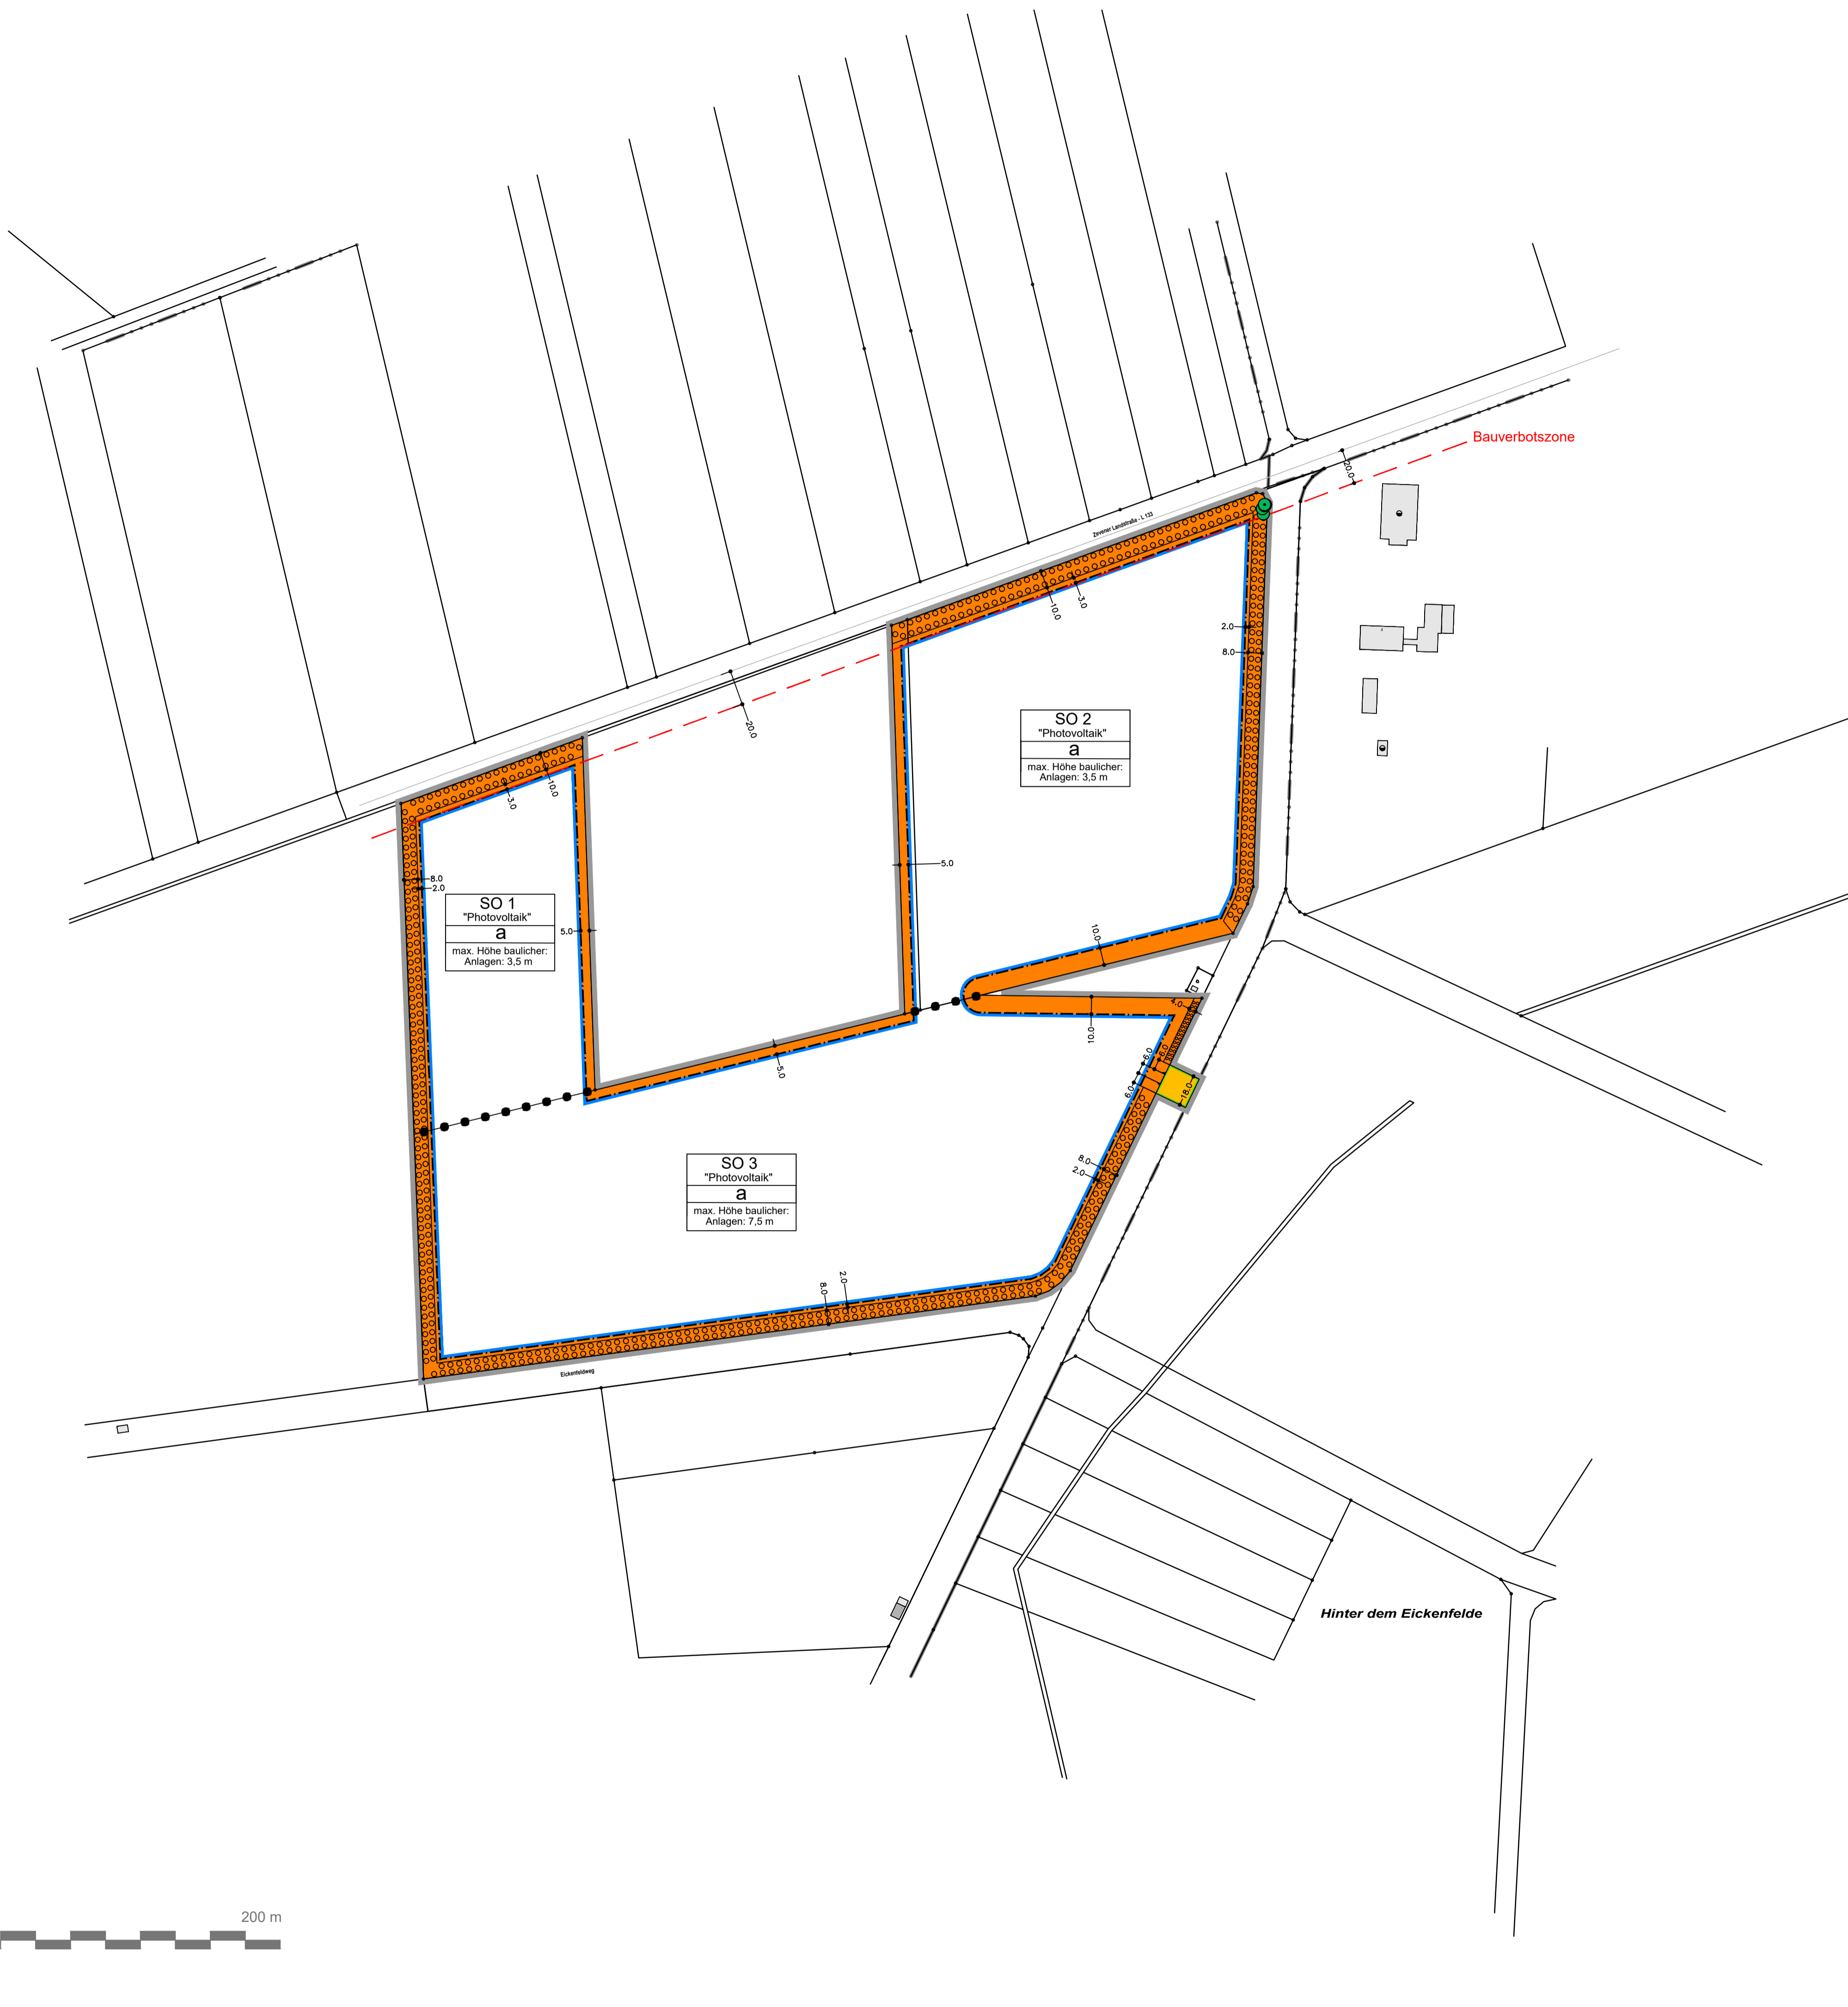 Bauverbotszone
20.0
Zevener Landstraße - L 133
10.0
3.0
2.0
8.0
20.0
SO 2
"Photovoltaik"
a
max. Höhe baulicher:
Anlagen: 3,5 m
10.0
3.0
5.0
8.0
2.0
SO 1
"Photovoltaik"
a
max. Höhe baulicher:
Anlagen: 3,5 m
5.0
10.0
4.0
10.0
5.0
6.0
6.0
6.0
18.0
8.0
2.0
SO 3
"Photovoltaik"
a
max. Höhe baulicher:
Anlagen: 7,5 m
8.0
2.0
Eickenfeldweg
Hinter dem Eickenfelde
200 m